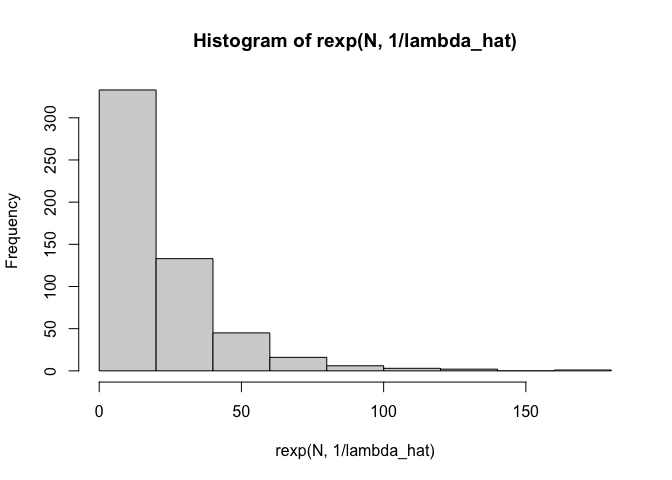 Histogram of rexp(N, 1/lambda_hat)
Frequency
300
250
200
150
100
50
0
0 50 100 150
rexp(N, 1/lambda_hat)